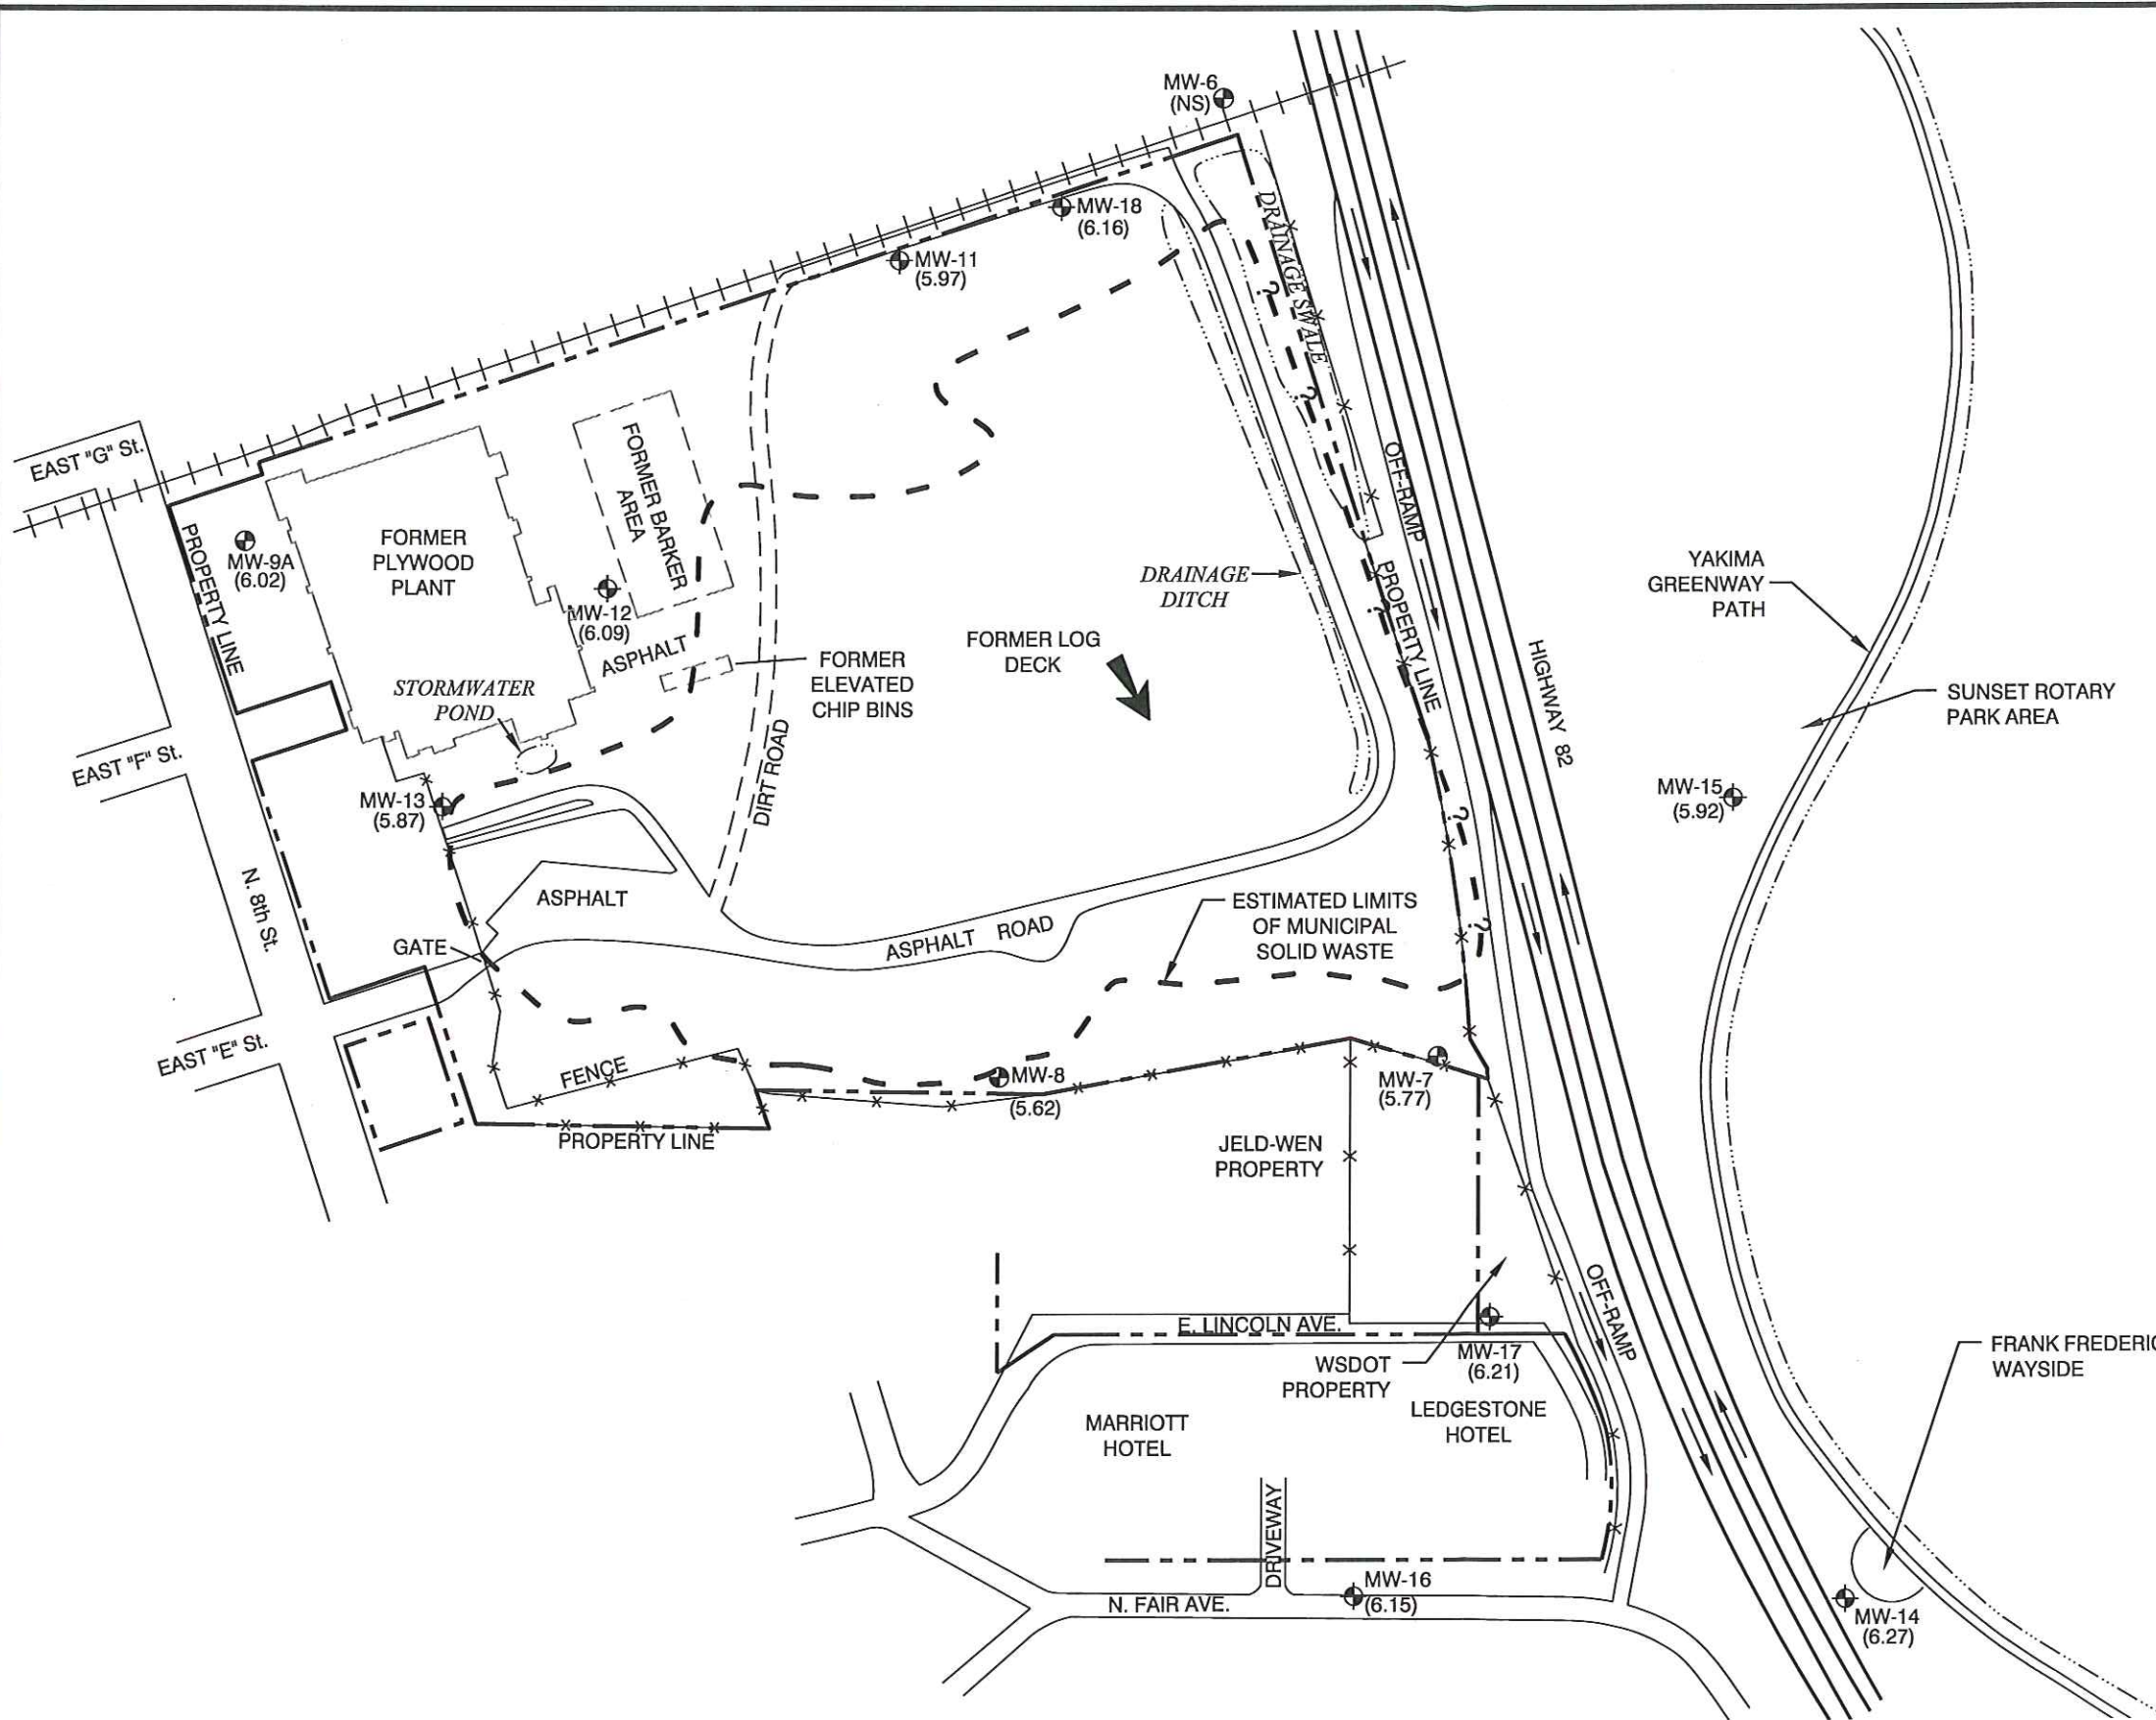 MW-6
(NS)
MW-18
(6.16)
MW-11
(5.97)
DRAINAGE SWALE
EAST "G" St.
PROPERTY LINE
MW-9A
(6.02)
FORMER
PLYWOOD
PLANT
FORMER BARKER
AREA
MW-12
(6.09)
ASPHALT
STORMWATER
POND
FORMER
ELEVATED
CHIP BINS
FORMER LOG
DECK
DRAINAGE
DITCH
OFF-RAMP
PROPERTY LINE
HIGHWAY 82
YAKIMA
GREENWAY
PATH
SUNSET ROTARY
PARK AREA
MW-15
(5.92)
EAST "F" St.
MW-13
(5.87)
DIRT ROAD
N. 8th St.
ASPHALT
GATE
ASPHALT ROAD
ESTIMATED LIMITS
OF MUNICIPAL
SOLID WASTE
?
?
?
?
?
EAST "E" St.
FENCE
PROPERTY LINE
MW-8
(5.62)
MW-7
(5.77)
JELD-WEN
PROPERTY
OFF-RAMP
E. LINCOLN AVE.
WSDOT
PROPERTY
MW-17
(6.21)
MARRIOTT
HOTEL
LEDGESTONE
HOTEL
FRANK FREDERIC
WAYSIDE
DRIVEWAY
N. FAIR AVE.
MW-16
(6.15)
MW-14
(6.27)